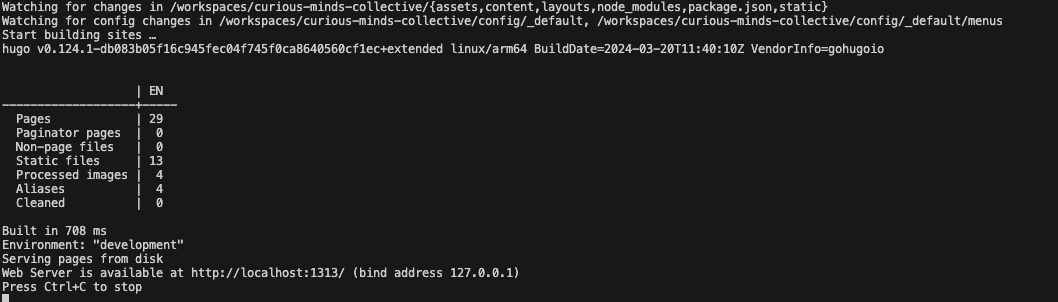 Watching for changes in /workspaces/curious-minds-collective/{assets,content,layouts,node_modules,package.json,static}
Watching for config changes in /workspaces/curious-minds-collective/config/_default, /workspaces/curious-minds-collective/config/_default/menus
Start building sites …
hugo v0.124.1-db083b05f16c945fec04f745f0ca8640560cf1ec+extended linux/arm64 BuildDate=2024-03-20T11:40:10Z VendorInfo=gohugoio
                   | EN
-------------------+-----
  Pages            | 29
  Paginator pages  |  0
  Non-page files   |  0
  Static files     | 13
  Processed images |  4
  Aliases          |  4
  Cleaned          |  0
Built in 708 ms
Environment: "development"
Serving pages from disk
Web Server is available at http://localhost:1313/ (bind address 127.0.0.1)
Press Ctrl+C to stop